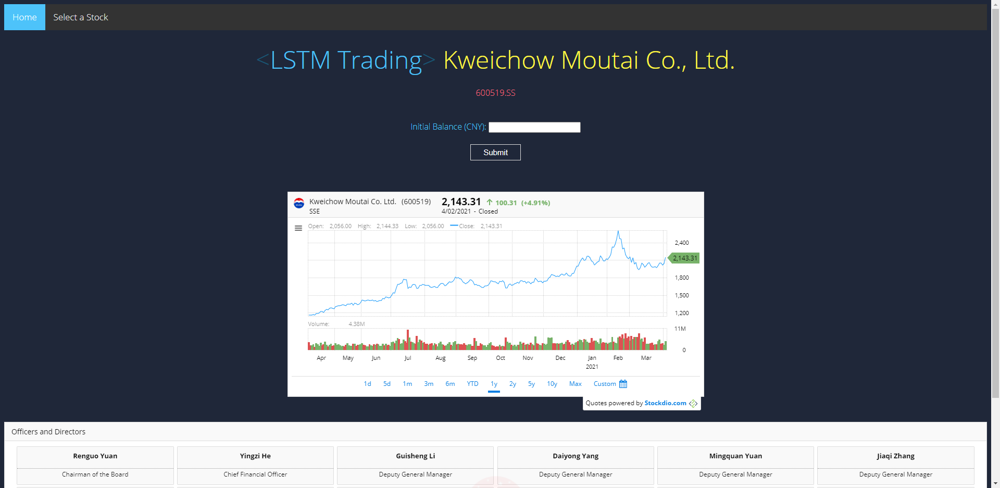 Home Select a Stock
<LSTM Trading> Kweichow Moutai Co., Ltd.
600519.SS
Initial Balance (CNY):
Submit
Kweichow Moutai Co. Ltd. (600519) 2,143.31 ↑ 100.31 (+4.91%)
SSE 4/02/2021 - Closed
Open: 2,056.00 High: 2,144.33 Low: 2,056.00 Close: 2,143.31
2,400
2,143.31
1,800
1,500
1,200
Volume: 4.38M
11M
0
Apr May Jun Jul Aug Sep Oct Nov Dec Jan Feb Mar
2021
1d 5d 1m 3m 6m YTD 1y 2y 5y 10y Max Custom
Quotes powered by Stockdio.com
Officers and Directors
Renguo Yuan Yingzi He Guisheng Li Daiyong Yang Mingquan Yuan Jiaqi Zhang
Chairman of the Board Chief Financial Officer Deputy General Manager Deputy General Manager Deputy General Manager Deputy General Manager